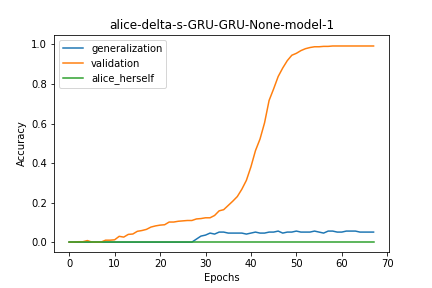 alice-delta-s-GRU-GRU-None-model-1
generalization
validation
alice_herself
Accuracy
1.0
0.8
0.6
0.4
0.2
0.0
0 10 20 30 40 50 60 70
Epochs